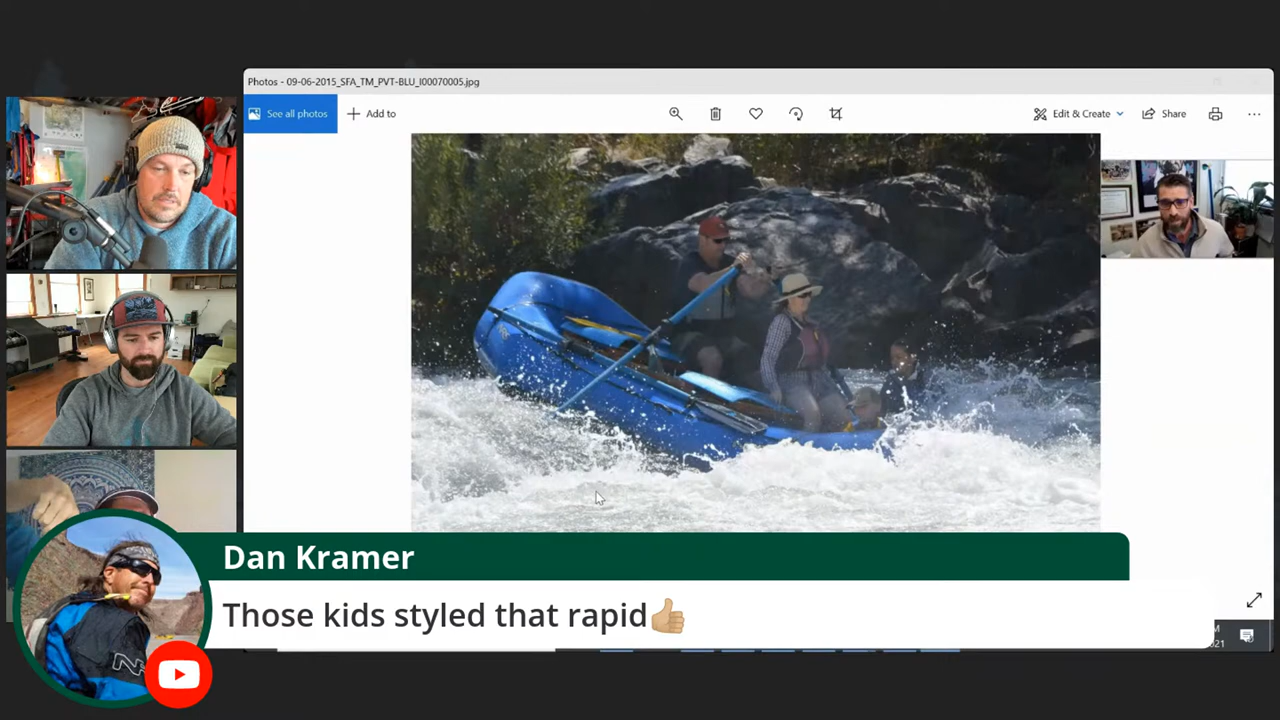 Photos - 09-06-2015_SFA_TM_PVT-BLU_I00070005.jpg
See all photos
Add to
Edit & Create
Share
Dan Kramer
Those kids styled that rapid👍🏼